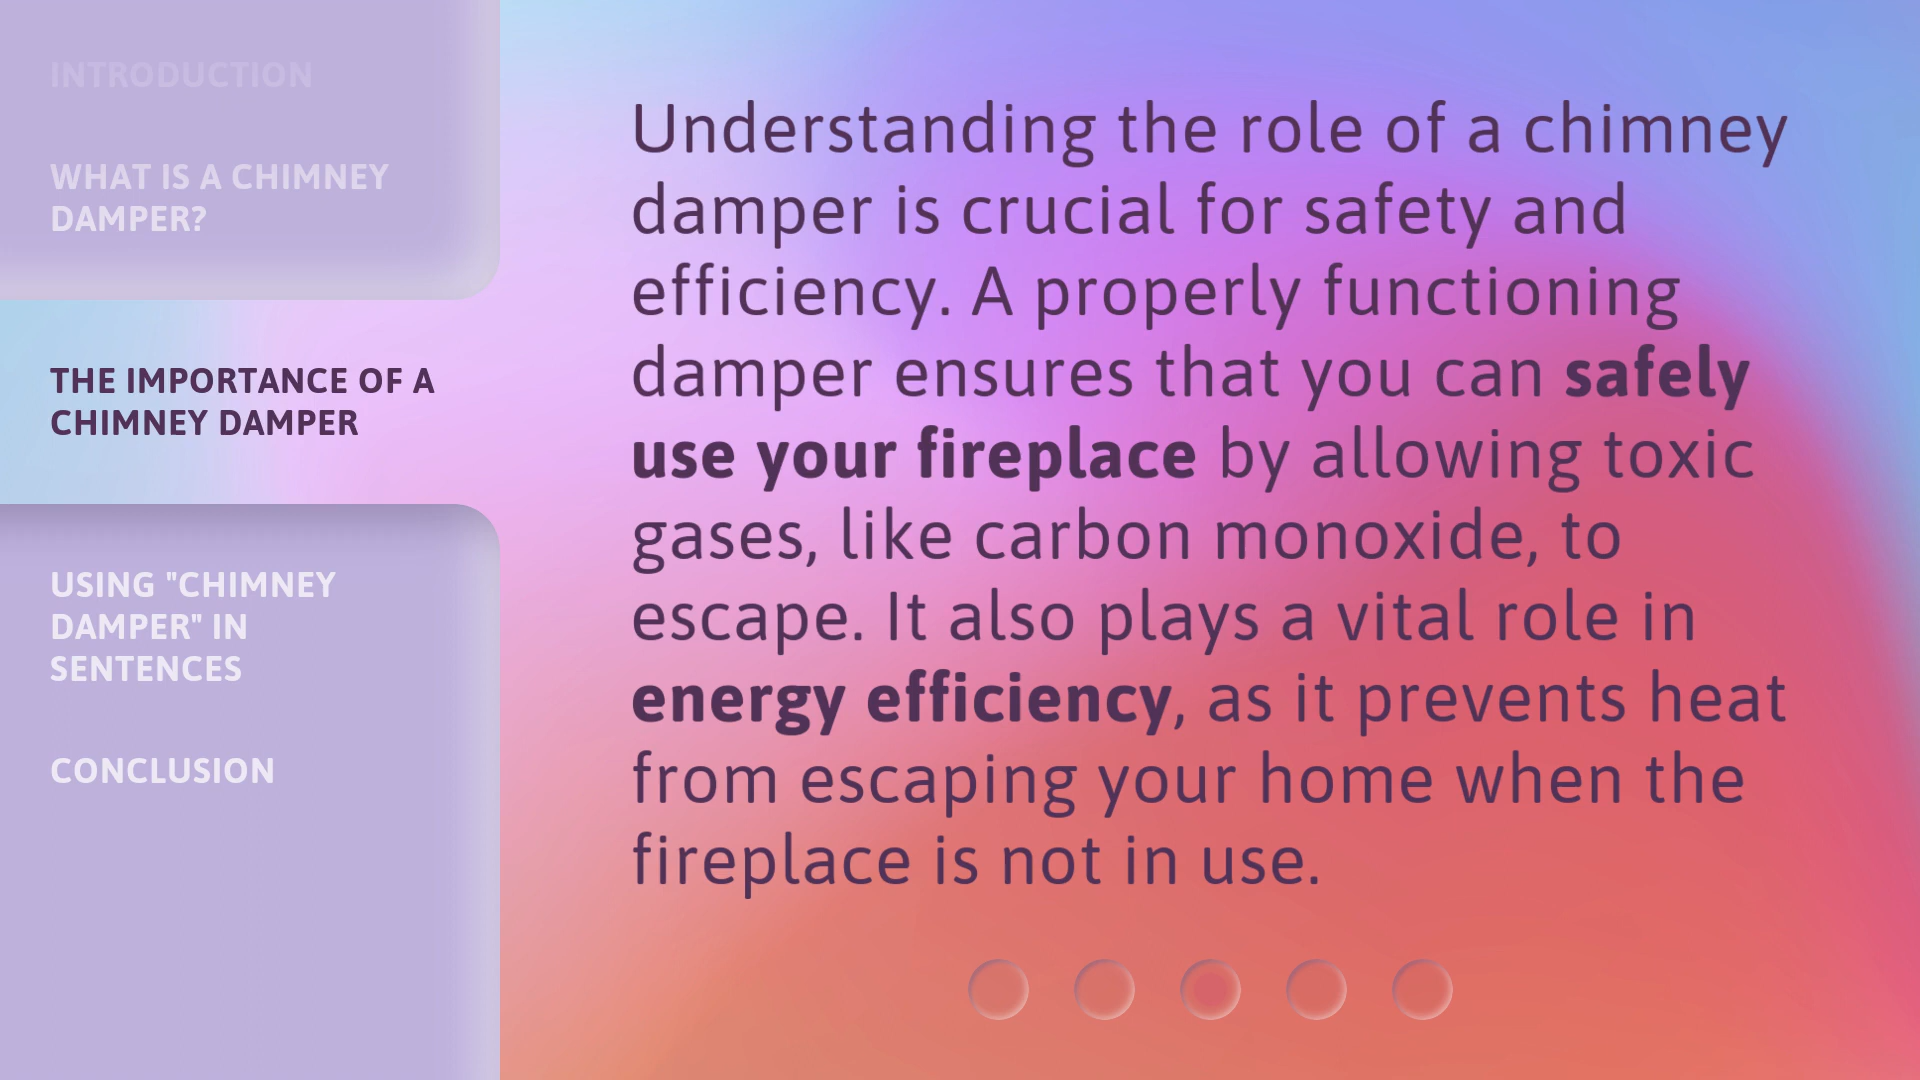 INTRODUCTION
WHAT IS A CHIMNEY
DAMPER?
THE IMPORTANCE OF A
CHIMNEY DAMPER
USING "CHIMNEY
DAMPER" IN
SENTENCES
CONCLUSION
Understanding the role of a chimney
damper is crucial for safety and
efficiency. A properly functioning
damper ensures that you can safely
use your fireplace by allowing toxic
gases, like carbon monoxide, to
escape. It also plays a vital role in
energy efficiency, as it prevents heat
from escaping your home when the
fireplace is not in use.